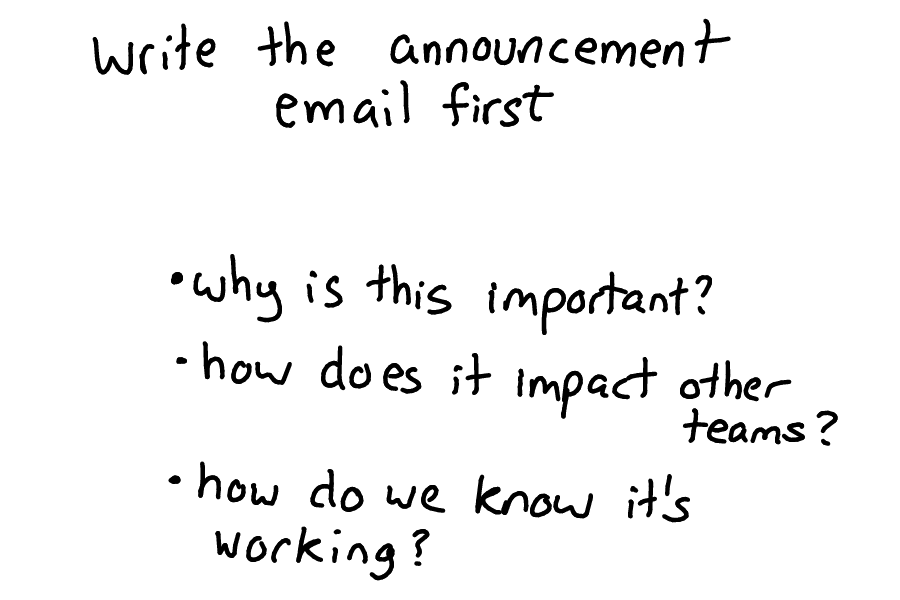 Write the announcement
email first
• why is this important?
• how does it impact other
teams?
• how do we know it's
working?